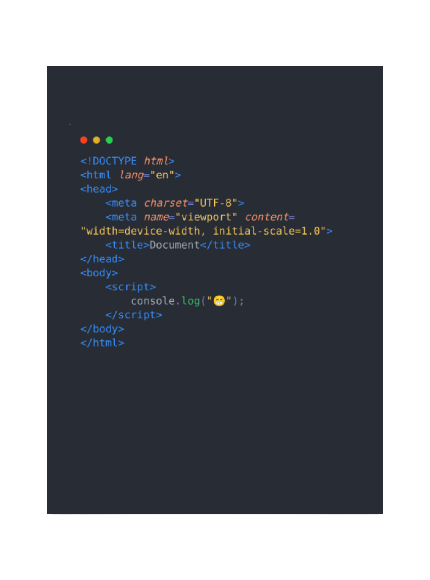 <!DOCTYPE html>
<html lang="en">
<head>
    <meta charset="UTF-8">
    <meta name="viewport" content=
"width=device-width, initial-scale=1.0">
    <title>Document</title>
</head>
<body>
    <script>
        console.log("😁");
    </script>
</body>
</html>